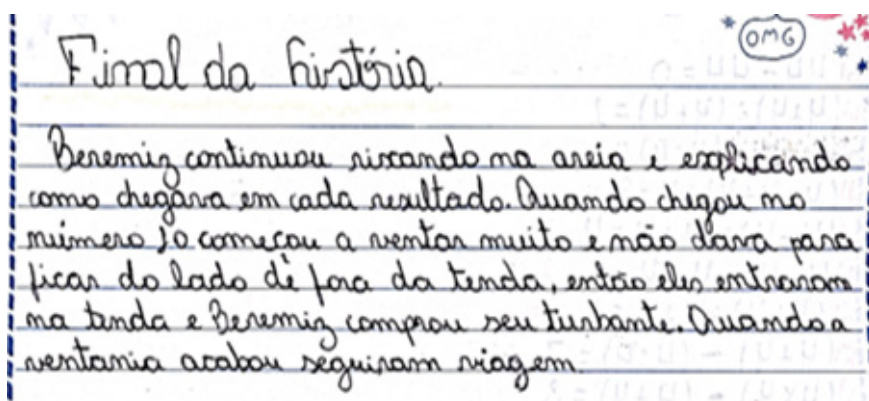 OMG
Final da história.
Beremiz continuou riscando na areia e explicando
como chegava em cada resultado. Quando chegou no
número 10 começou a ventar muito e não dava para
ficar do lado de fora da tenda, então eles entraram
na tenda e Beremiz comprou seu turbante. Quando a
ventania acabou seguiram viagem.